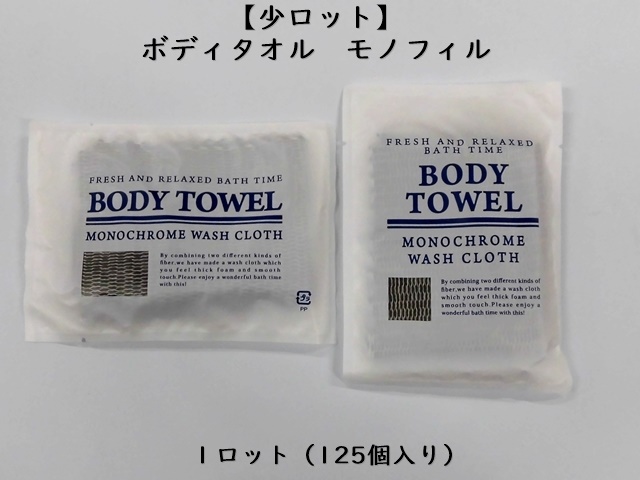 【少ロット】
ボディタオル　モノフィル
FRESH AND RELAXED BATH TIME
BODY TOWEL
MONOCHROME WASH CLOTH
By combining two different kinds of
fiber,we have made a wash cloth which
you feel thick foam and smooth
touch.Please enjoy a wonderful bath time
with this!
プラ
PP
FRESH AND RELAXED
BATH TIME
BODY
TOWEL
MONOCHROME
WASH CLOTH
By combining two different kinds of
fiber,we have made a wash cloth
which you feel thick foam and
smooth touch.Please enjoy a
wonderful bath time with this!
1ロット（125個入り）